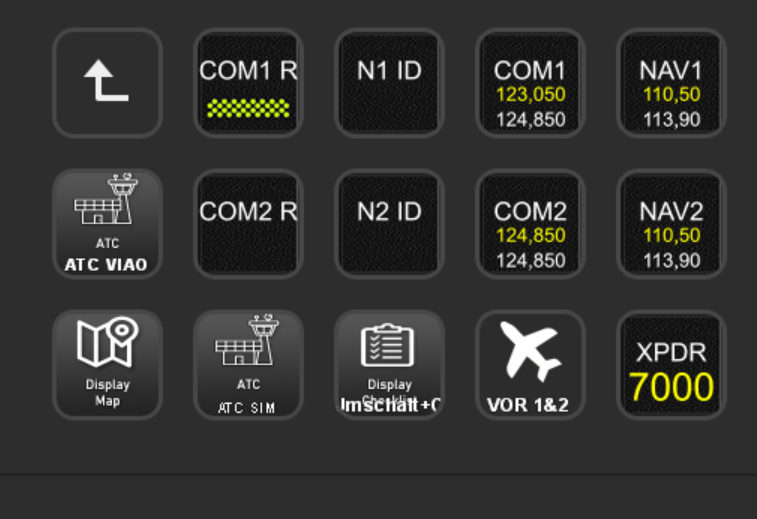 COM1 R
N1 ID
COM1
123,050
124,850
NAV1
110,50
113,90
ATC
ATC VIAO
COM2 R
N2 ID
COM2
124,850
124,850
NAV2
110,50
113,90
Display
Map
ATC
ATC SIM
Display
VOR 1&2
XPDR
7000